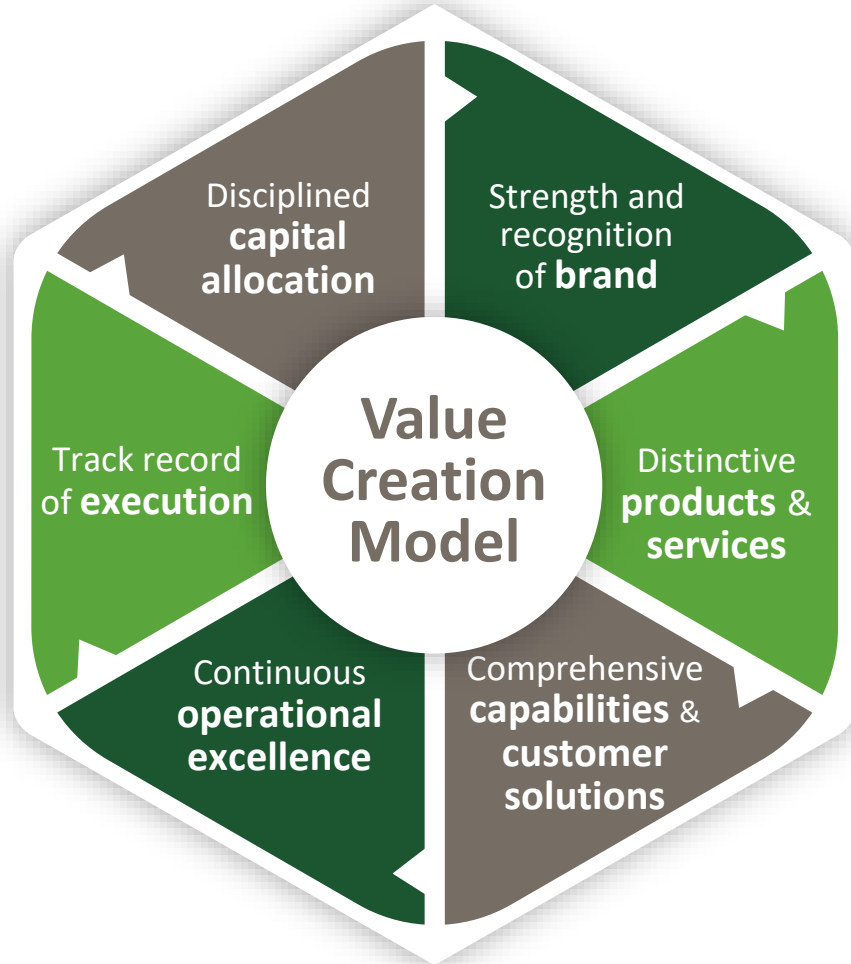 Value
Creation
Model
Strength and
recognition
of brand
Distinctive
products &
services
Comprehensive
capabilities &
customer
solutions
Continuous
operational
excellence
Track record
of execution
Disciplined
capital
allocation